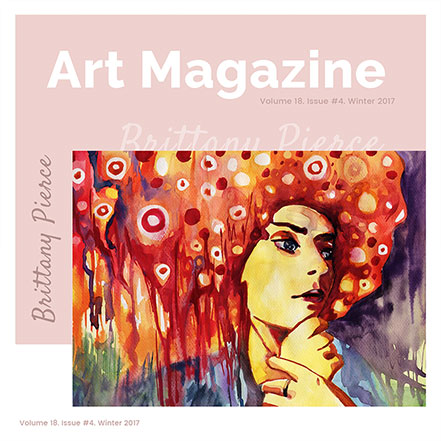 Art Magazine
Volume 18. Issue #4. Winter 2017
Brittany Pierce
Brittany Pierce
Volume 18. Issue #4. Winter 2017